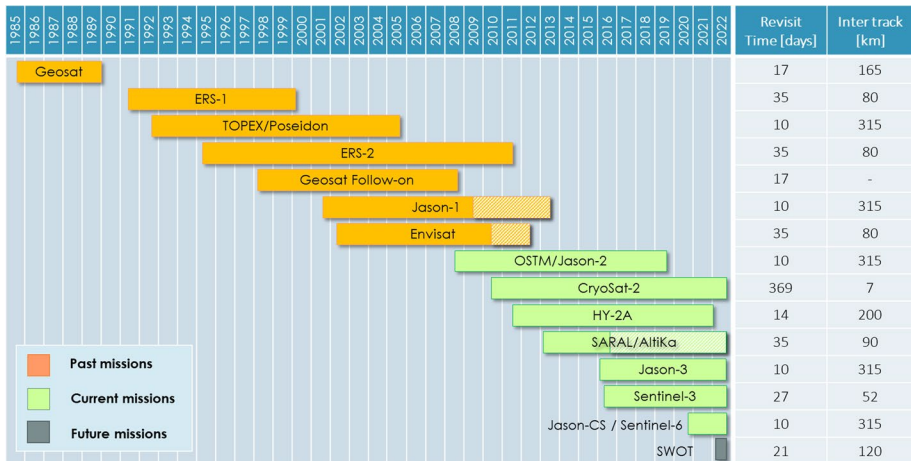 1985 1986 1987 1988 1989 1990 1991 1992 1993 1994 1995 1996 1997 1998 1999 2000 2001 2002 2003 2004 2005 2006 2007 2008 2009 2010 2011 2012 2013 2014 2015 2016 2017 2018 2019 2020 2021 2022 Revisit Time [days] Inter track [km]
Geosat 17 165
ERS-1 35 80
TOPEX/Poseidon 10 315
ERS-2 35 80
Geosat Follow-on 17 -
Jason-1 10 315
Envisat 35 80
OSTM/Jason-2 10 315
CryoSat-2 369 7
HY-2A 14 200
SARAL/AltiKa 35 90
Jason-3 10 315
Sentinel-3 27 52
Jason-CS / Sentinel-6 10 315
SWOT 21 120
Past missions
Current missions
Future missions